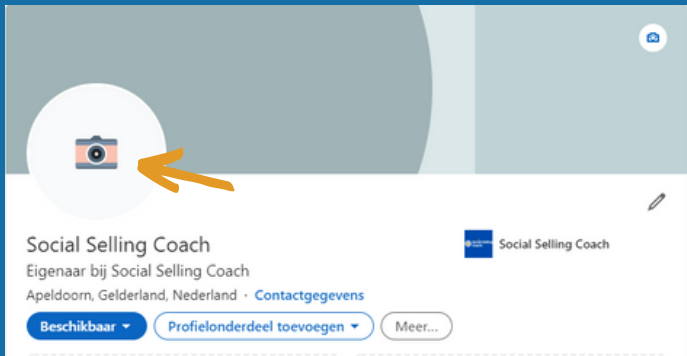 Social Selling Coach
Social Selling Coach
Eigenaar bij Social Selling Coach
Apeldoorn, Gelderland, Nederland · Contactgegevens
Beschikbaar
Profielonderdeel toevoegen
Meer...